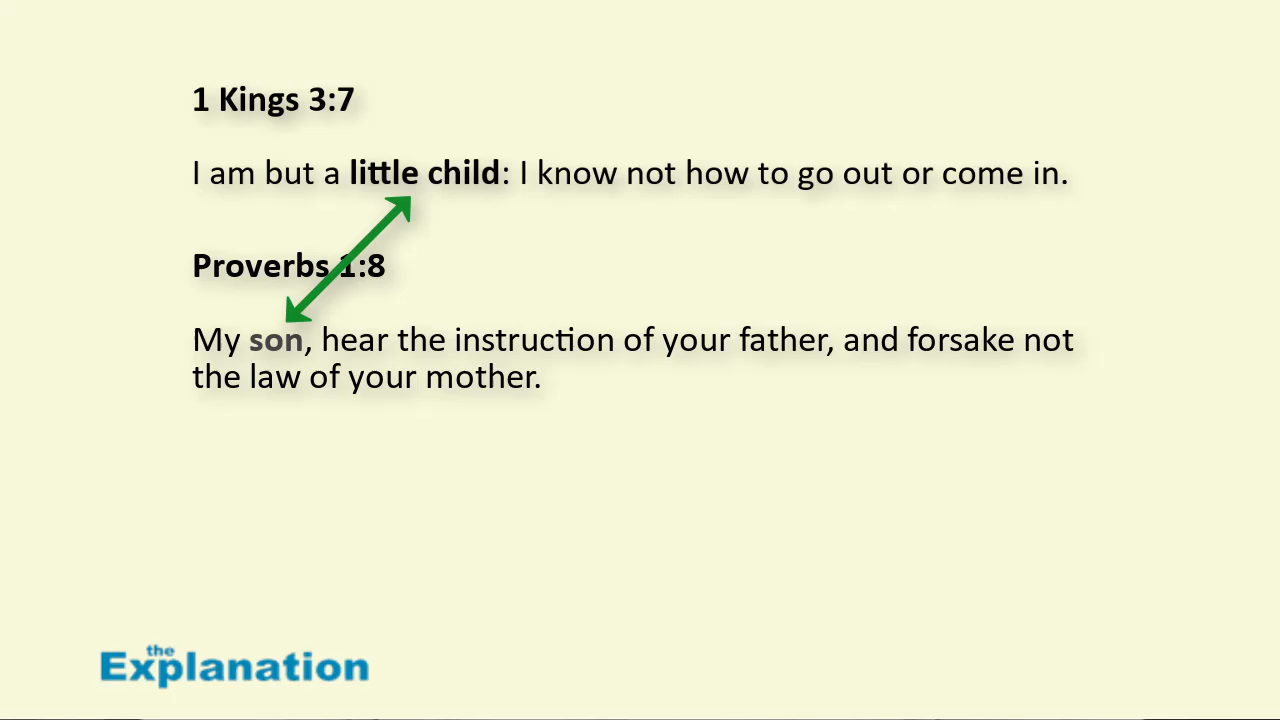 1 Kings 3:7
I am but a little child: I know not how to go out or come in.
Proverbs 1:8
My son, hear the instruction of your father, and forsake not
the law of your mother.
the
Explanation